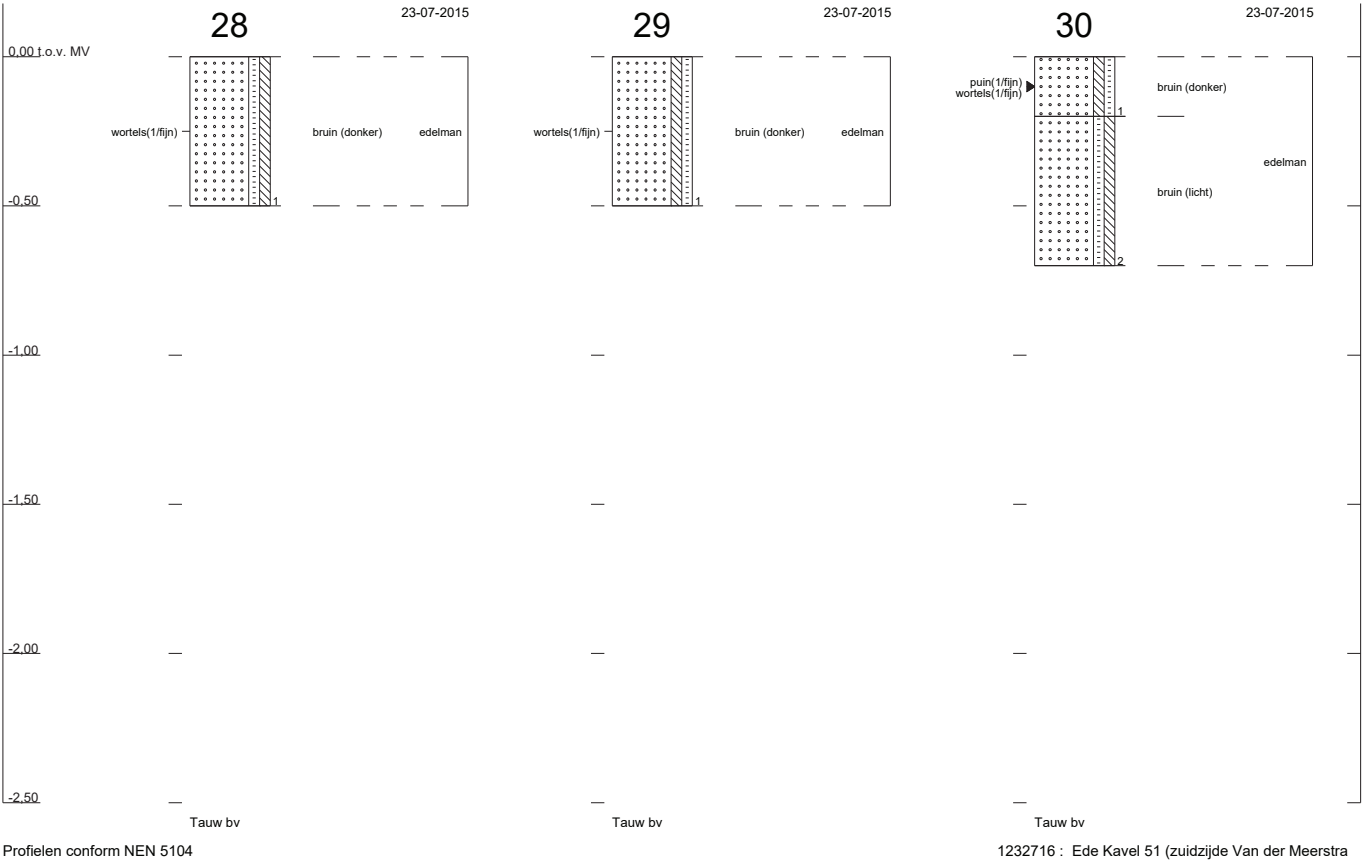 28
23-07-2015
29
23-07-2015
30
23-07-2015
0,00 t.o.v. MV
-0,50
-1,00
-1,50
-2,00
-2,50
wortels(1/fijn)
bruin (donker)
edelman
1
wortels(1/fijn)
bruin (donker)
edelman
1
puin(1/fijn)
wortels(1/fijn)
bruin (donker)
1
edelman
bruin (licht)
2
Tauw bv
Tauw bv
Tauw bv
Profielen conform NEN 5104
1232716 : Ede Kavel 51 (zuidzijde Van der Meerstra